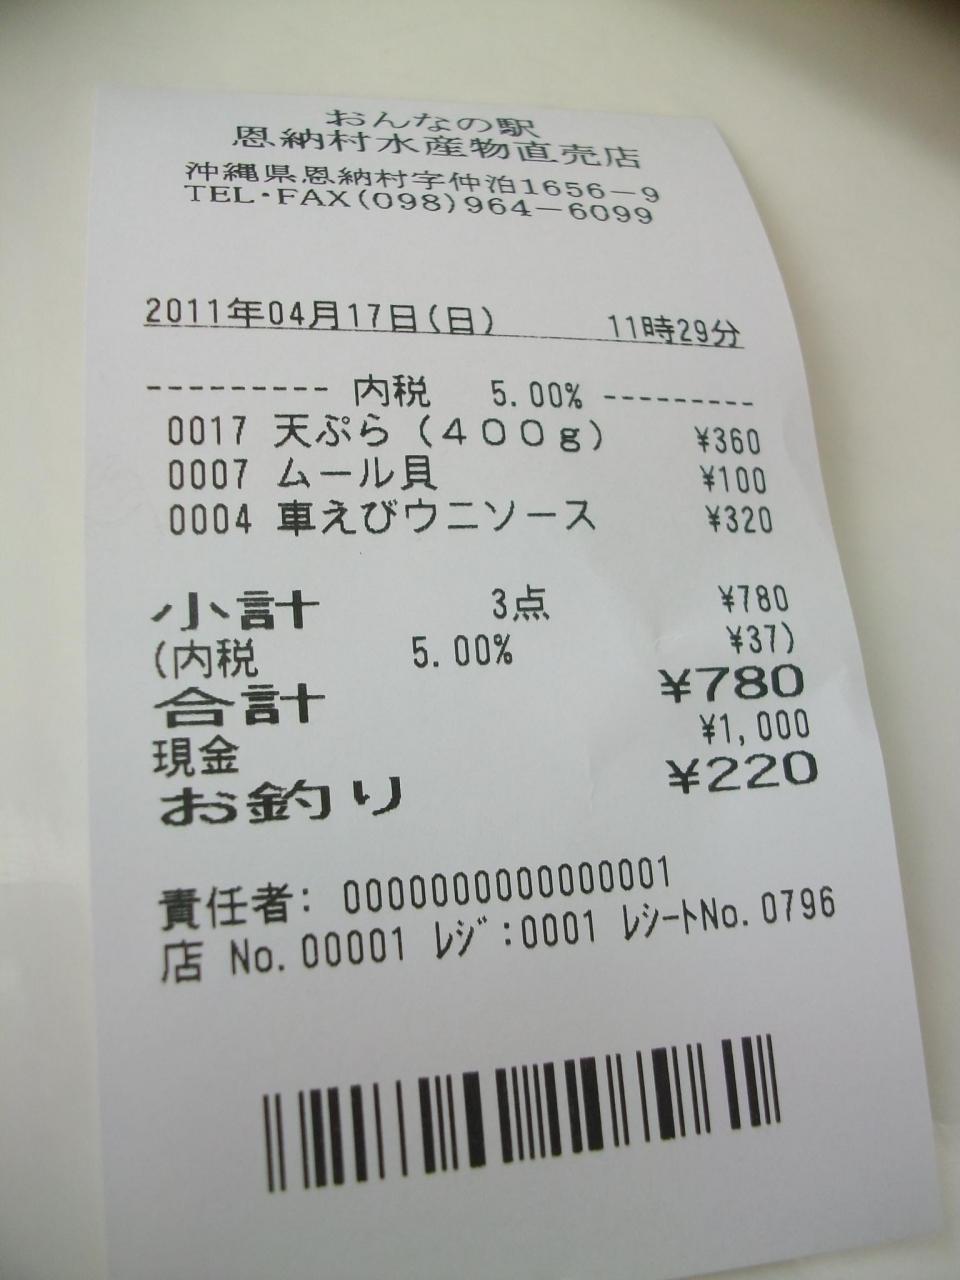 おんなの駅
恩納村水産物直売店
沖縄県恩納村字仲泊1656－9
TEL・FAX(098)964－6099
2011年04月17日(日) 11時29分
--------- 内税 5.00% ---------
0017 天ぷら（400g） ¥360
0007 ムール貝 ¥100
0004 車えびウニソース ¥320
小計 3点 ¥780
(内税 5.00% ¥37)
合計 ¥780
現金 ¥1,000
お釣り ¥220
責任者: 0000000000000001
店 No.00001 ﾚｼﾞ:0001 ﾚｼｰﾄNo.0796